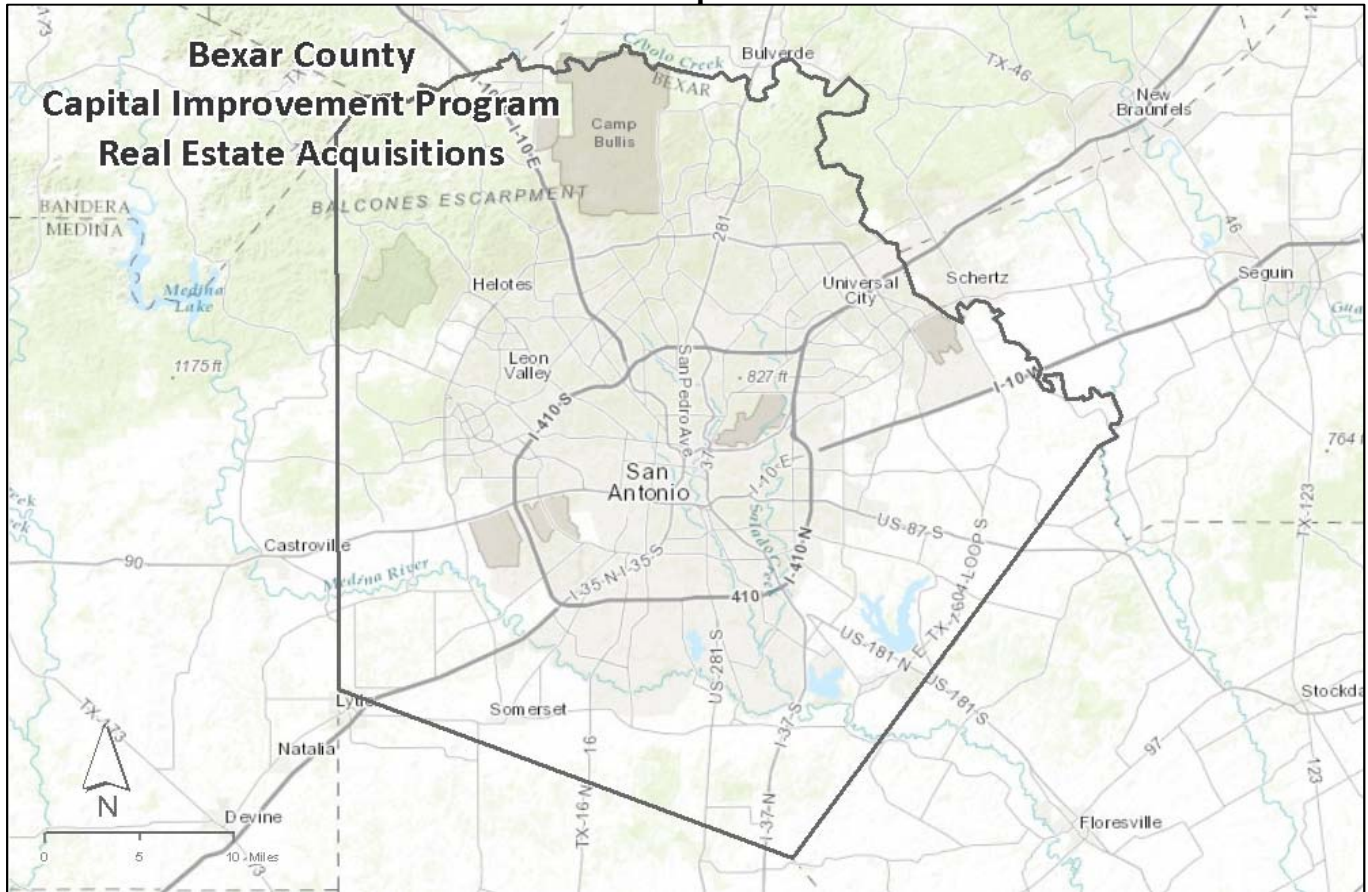 Bexar County
Capital Improvement Program
Real Estate Acquisitions
Cibolo Creek
Bulverde
BEXAR
TX-46
New
Braunfels
Camp
Bullis
I-10-E
BALCONES ESCARPMENT
BANDERA
MEDINA
Medina
Lake
281
46
Helotes
Universal
City
Schertz
Seguin
1175 ft
Leon
Valley
San Pedro Ave
827 ft
I-10-W
I-410-S
37
764
San
Antonio
I-10-E
Salado Creek
I-410-N
US-87-S
TX-123
Castroville
90
Medina River
I-35-N-I-35-S
410
US-181-N
US-281-S
US-181-S
Lytle
Somerset
Stockda
TX-173
Natalia
16
I-37-S
97
123
N
TX-16-N
I-37-N
Devine
Floresville
0 5 10 Miles